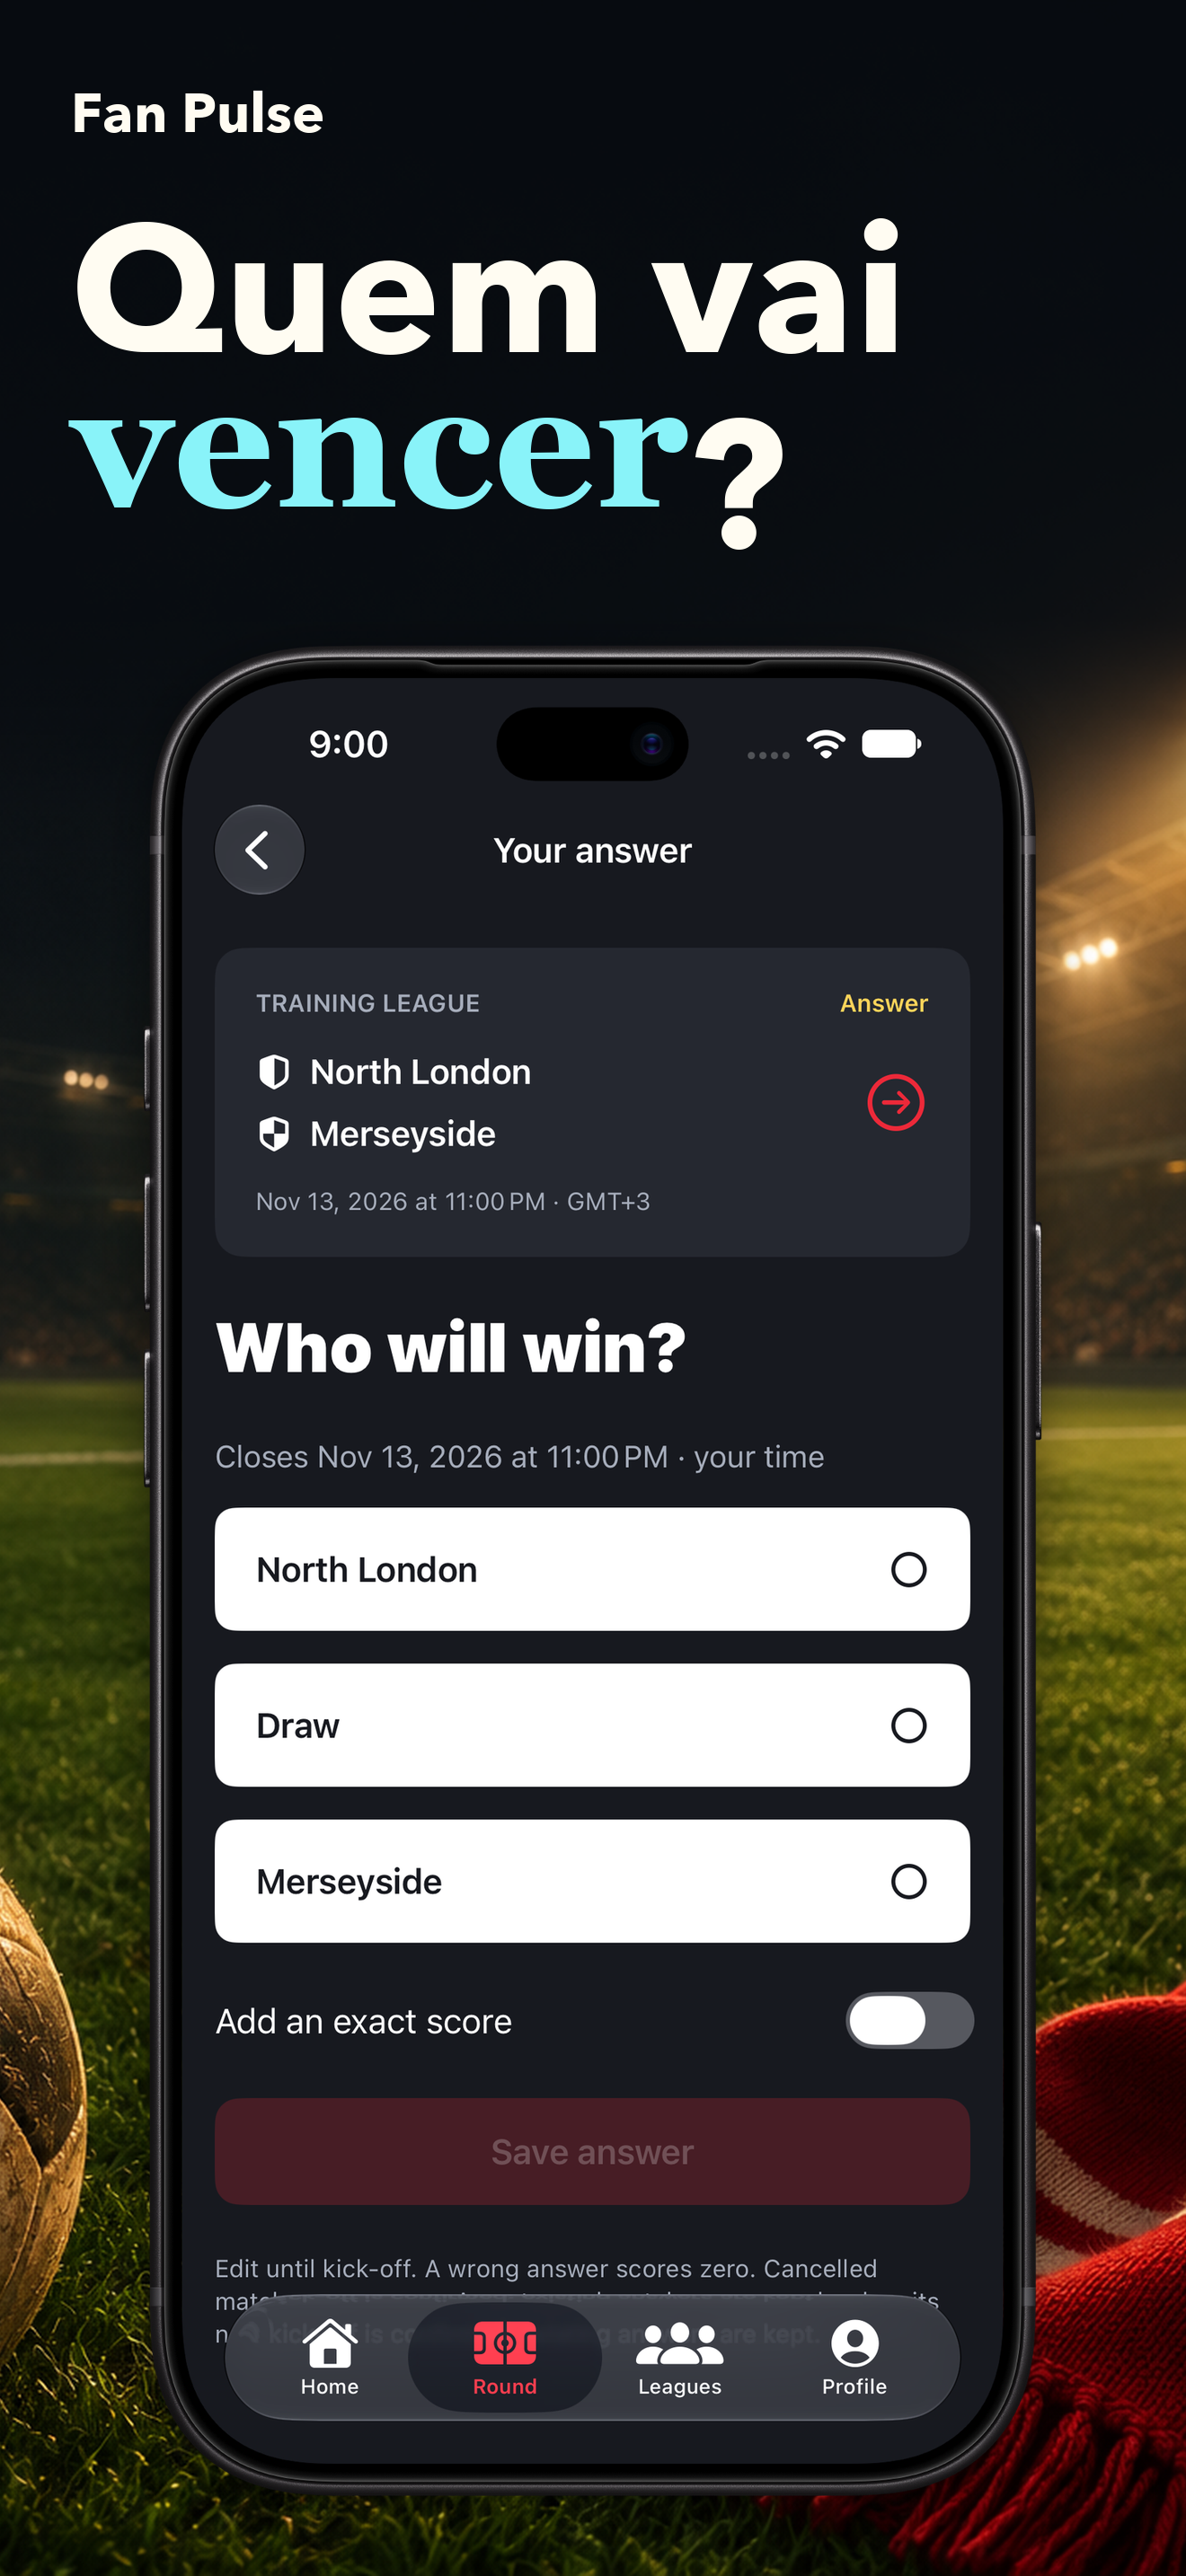 Fan Pulse
Quem vai
vencer?
9:00
Your answer
TRAINING LEAGUE
Answer
North London
Merseyside
Nov 13, 2026 at 11:00 PM · GMT+3
Who will win?
Closes Nov 13, 2026 at 11:00 PM · your time
North London
Draw
Merseyside
Add an exact score
Save answer
Edit until kick-off. A wrong answer scores zero. Cancelled
Home
Round
Leagues
Profile